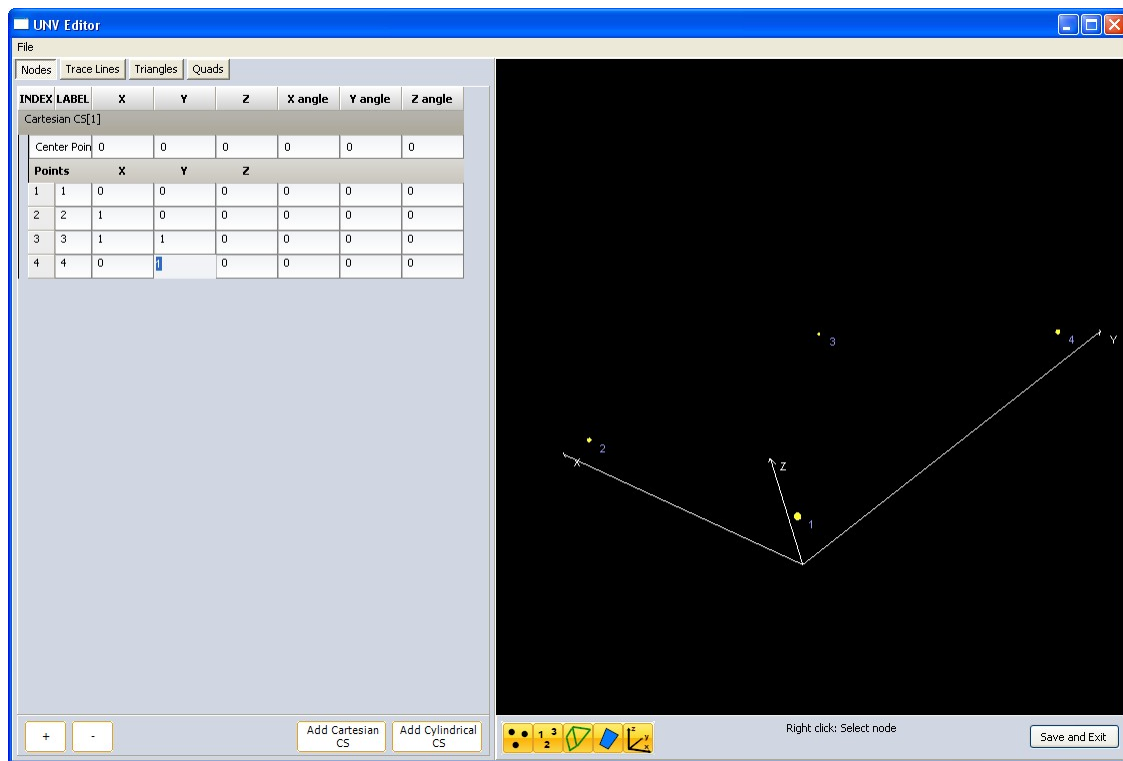 UNV Editor
File
Nodes Trace Lines Triangles Quads
INDEX LABEL X Y Z X angle Y angle Z angle
Cartesian CS[1]
Center Poin 0 0 0 0 0 0
Points X Y Z
1 1 0 0 0 0 0 0
2 2 1 0 0 0 0 0
3 3 1 1 0 0 0 0
4 4 0 1 0 0 0 0
3
4
Y
2
X
Z
1
+ - Add Cartesian CS Add Cylindrical CS
1 3
2
z
y
x
Right click: Select node
Save and Exit